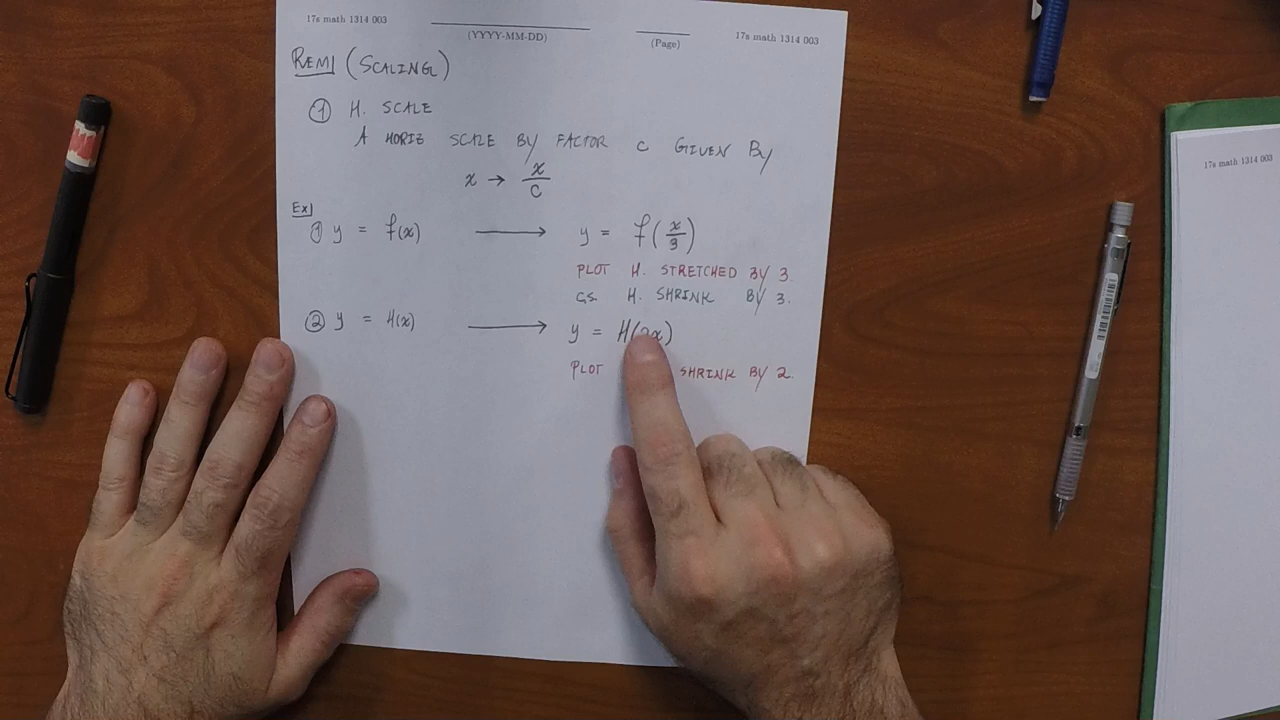 17s math 1314 003 (YYYY-MM-DD) (Page) 17s math 1314 003
REM (SCALING)
① H. SCALE
A HORIZ SCALE BY FACTOR C GIVEN BY
x → x/c
EX
① y = f(x) → y = f(x/3)
PLOT H. STRETCHED BY 3.
CS. H. SHRINK BY 3.
② y = H(x) → y = H(2x)
PLOT SHRINK BY 2.
17s math 1314 003